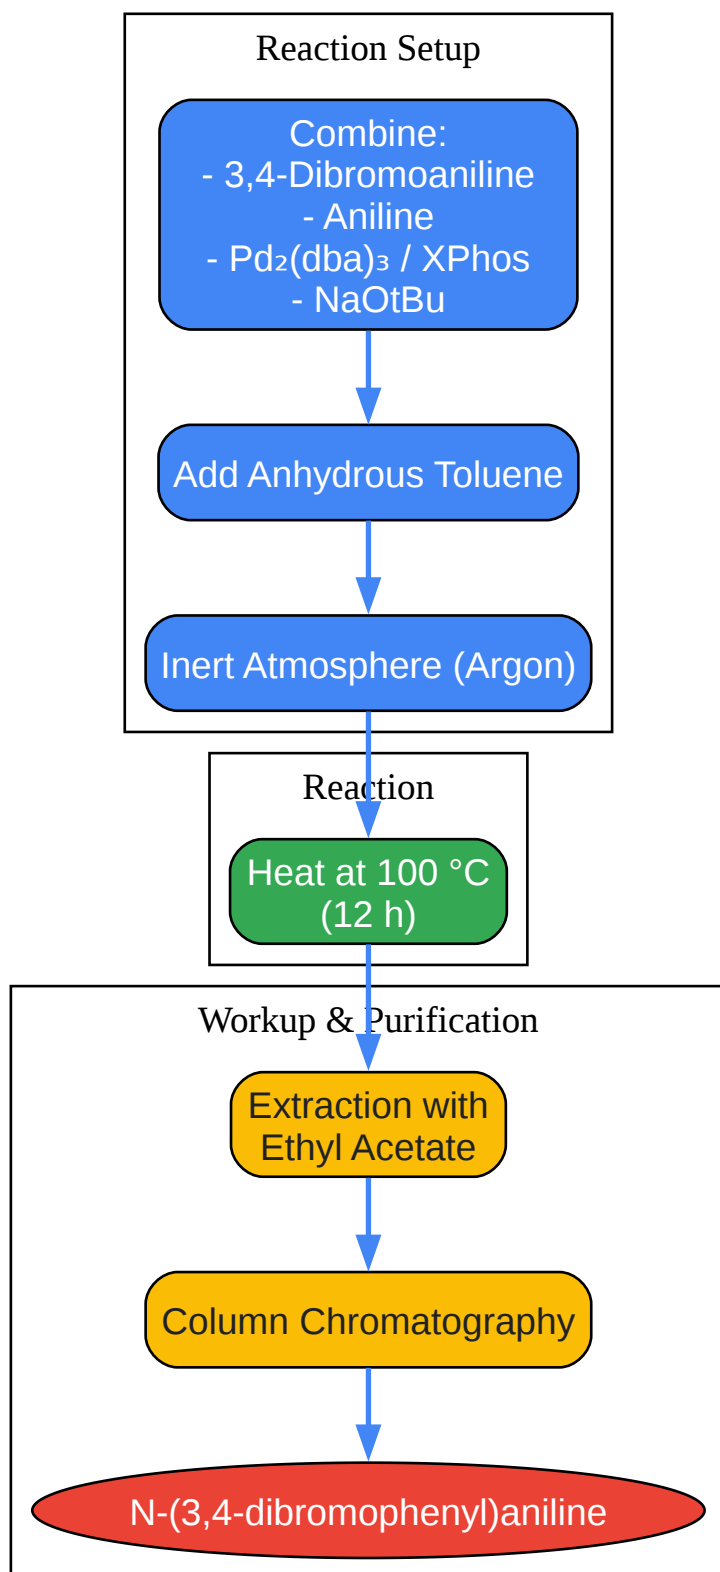 Reaction Setup
Combine:
- 3,4-Dibromoaniline
- Aniline
- Pd₂(dba)₃ / XPhos
- NaOtBu
Add Anhydrous Toluene
Inert Atmosphere (Argon)
Reaction
Heat at 100 °C
(12 h)
Workup & Purification
Extraction with
Ethyl Acetate
Column Chromatography
N-(3,4-dibromophenyl)aniline